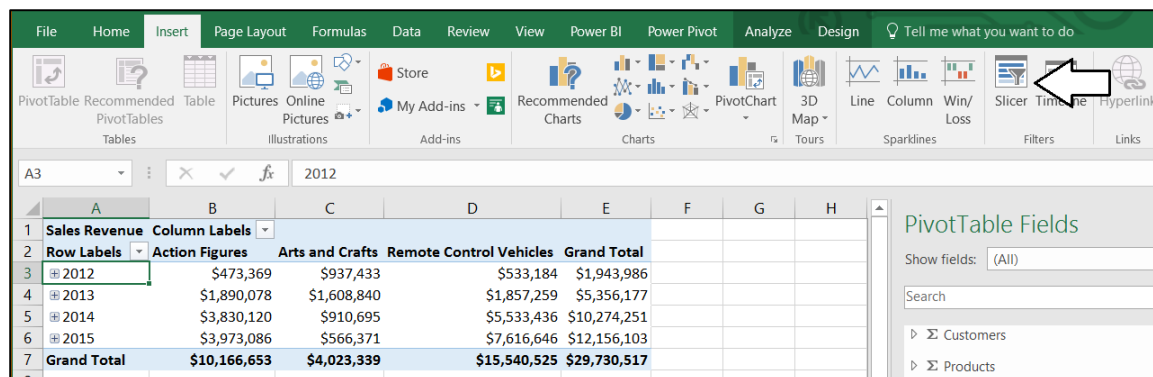 File Home Insert Page Layout Formulas Data Review View Power BI Power Pivot Analyze Design Tell me what you want to do
PivotTable Recommended PivotTables Table
Tables
Pictures Online Pictures
Illustrations
Store
My Add-ins
Add-ins
Recommended Charts
PivotChart
Charts
3D Map
Tours
Line Column Win/ Loss
Sparklines
Slicer
Filters
Links
A3 fx 2012
A B C D E F G H
1 Sales Revenue Column Labels
2 Row Labels Action Figures Arts and Crafts Remote Control Vehicles Grand Total
3 2012 $473,369 $937,433 $533,184 $1,943,986
4 2013 $1,890,078 $1,608,840 $1,857,259 $5,356,177
5 2014 $3,830,120 $910,695 $5,533,436 $10,274,251
6 2015 $3,973,086 $566,371 $7,616,646 $12,156,103
7 Grand Total $10,166,653 $4,023,339 $15,540,525 $29,730,517
PivotTable Fields
Show fields: (All)
Search
Σ Customers
Σ Products